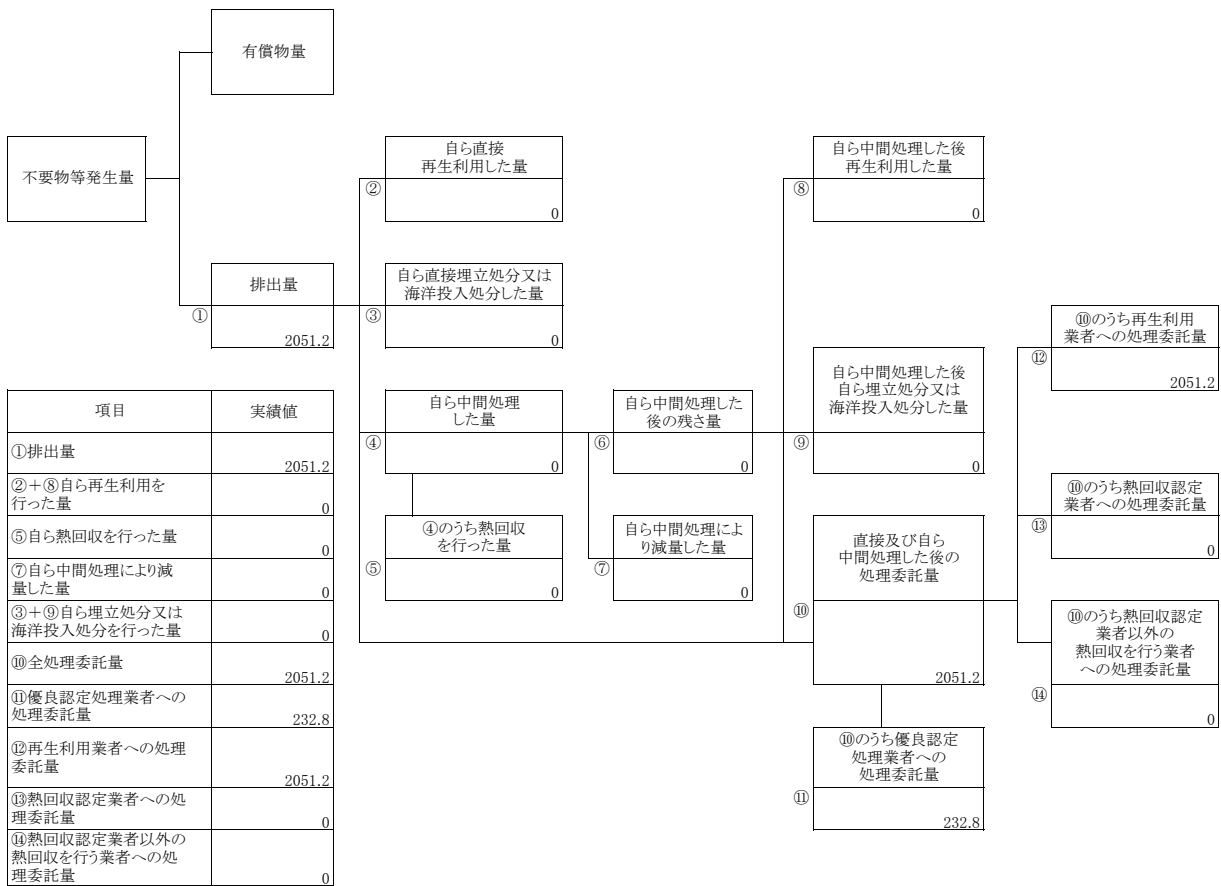 有償物量
不要物等発生量
排出量
①
2051.2
自ら直接
再生利用した量
②
0
自ら直接埋立処分又は
海洋投入処分した量
③
0
自ら中間処理
した量
④
0
④のうち熱回収
を行った量
⑤
0
自ら中間処理した
後の残さ量
⑥
0
自ら中間処理によ
り減量した量
⑦
0
自ら中間処理した後
再生利用した量
⑧
0
自ら中間処理した後
自ら埋立処分又は
海洋投入処分した量
⑨
0
直接及び自ら
中間処理した後の
処理委託量
⑩
2051.2
⑩のうち優良認定
処理業者への
処理委託量
⑪
232.8
⑩のうち再生利用
業者への処理委託量
⑫
2051.2
⑩のうち熱回収認定
業者への処理委託量
⑬
0
⑩のうち熱回収認定
業者以外の
熱回収を行う業者
への処理委託量
⑭
0
項目 実績値
①排出量
2051.2
②+⑧自ら再生利用を
行った量
0
⑤自ら熱回収を行った量
0
⑦自ら中間処理により減
量した量
0
③+⑨自ら埋立処分又は
海洋投入処分を行った量
0
⑩全処理委託量
2051.2
⑪優良認定処理業者への
処理委託量
232.8
⑫再生利用業者への処理
委託量
2051.2
⑬熱回収認定業者への処
理委託量
0
⑭熱回収認定業者以外の
熱回収を行う業者への処
理委託量
0